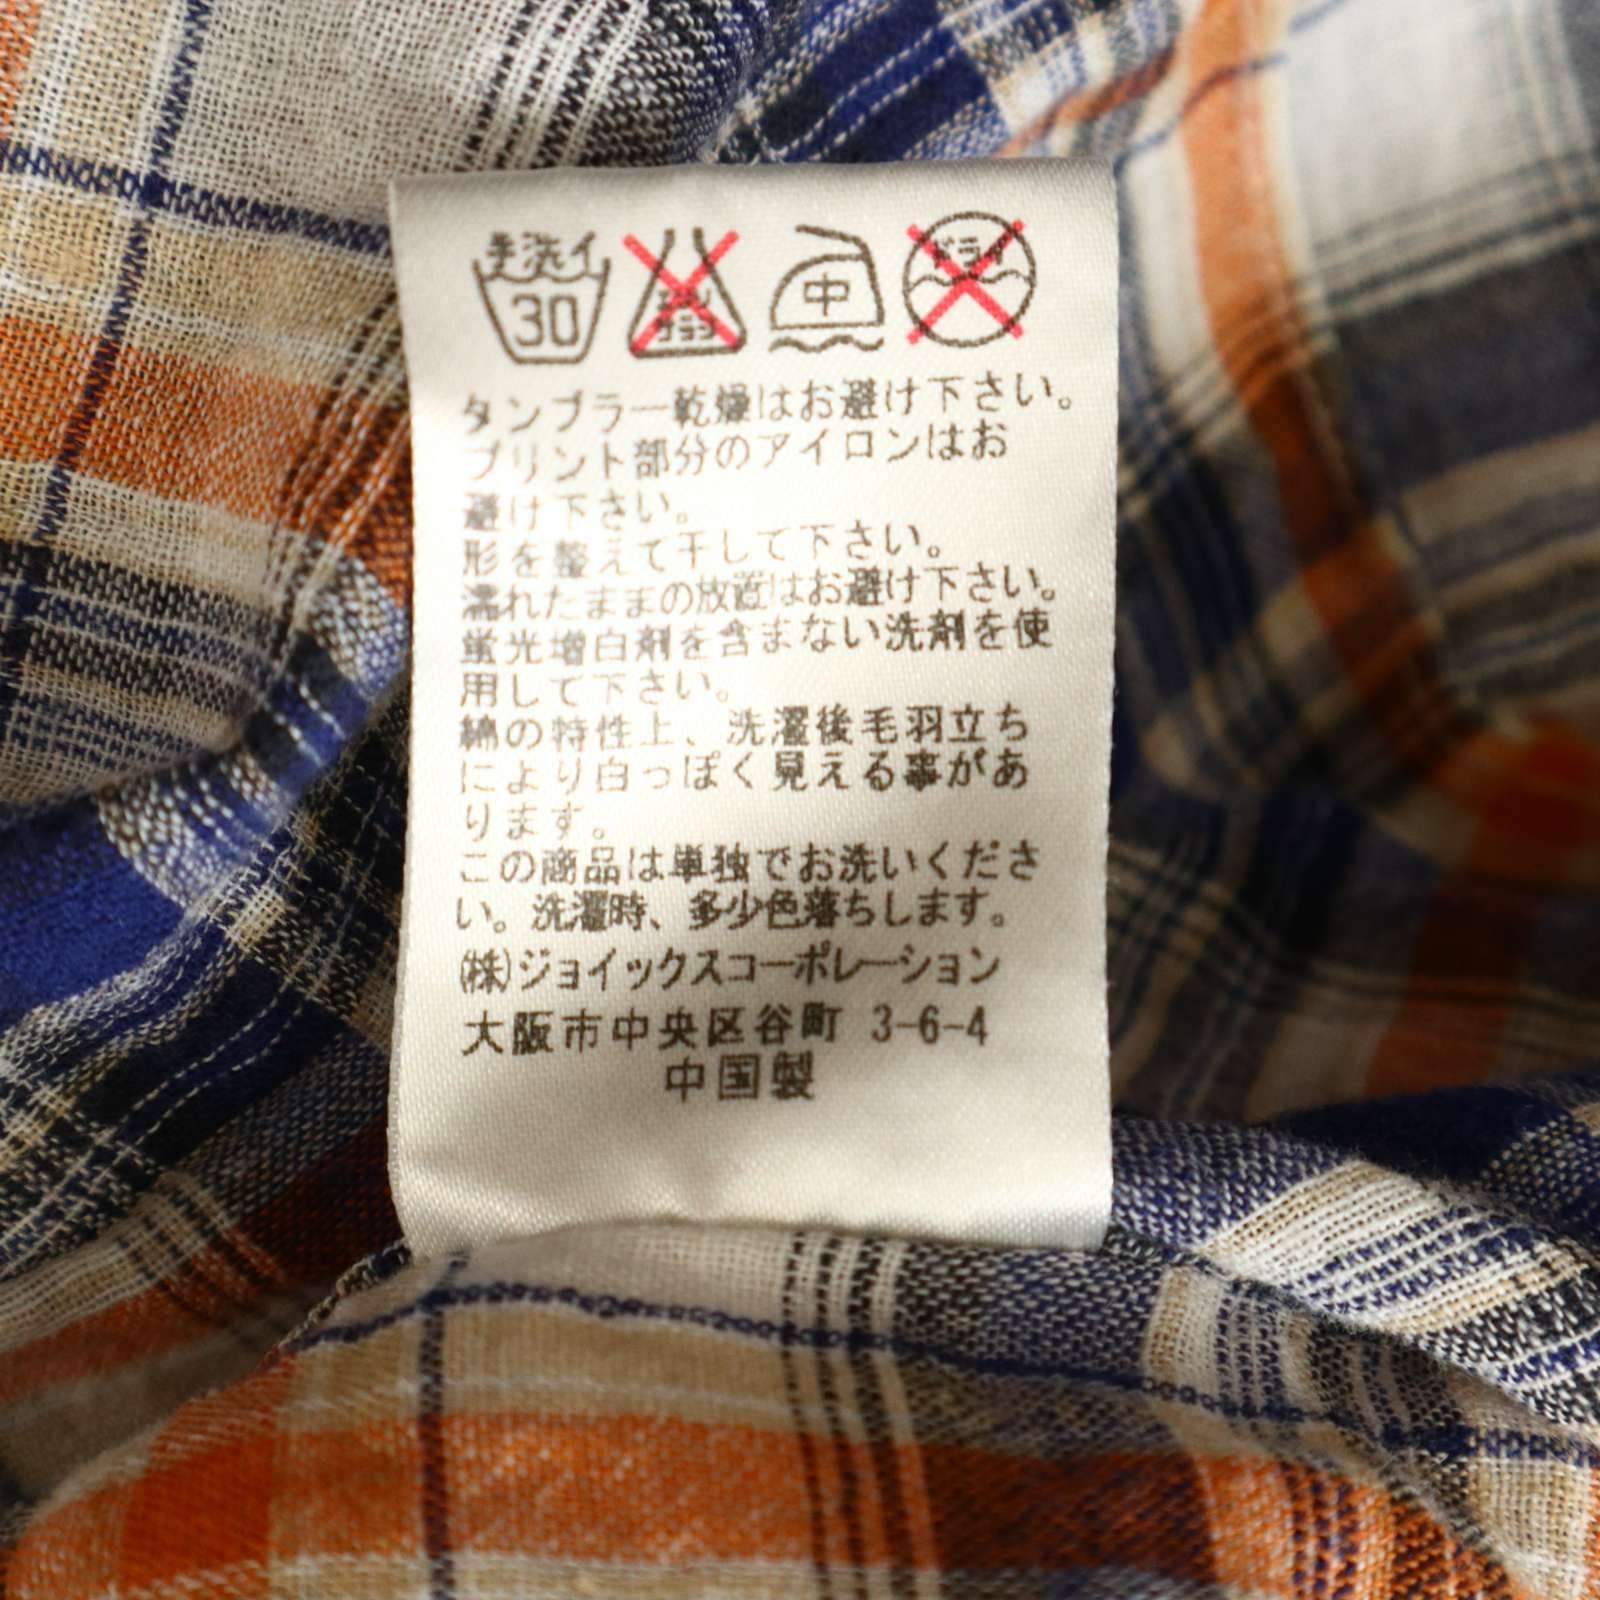 手洗イ 30 エンソ サラシ 中 ドライ
タンブラー乾燥はお避け下さい。
プリント部分のアイロンはお
避け下さい。
形を整えて干して下さい。
濡れたままの放置はお避け下さい。
蛍光増白剤を含まない洗剤を使
用して下さい。
綿の特性上、洗濯後毛羽立ち
により白っぽく見える事があ
ります。
この商品は単独でお洗いくださ
い。洗濯時、多少色落ちします。
(株)ジョイックスコーポレーション
大阪市中央区谷町 3-6-4
中国製